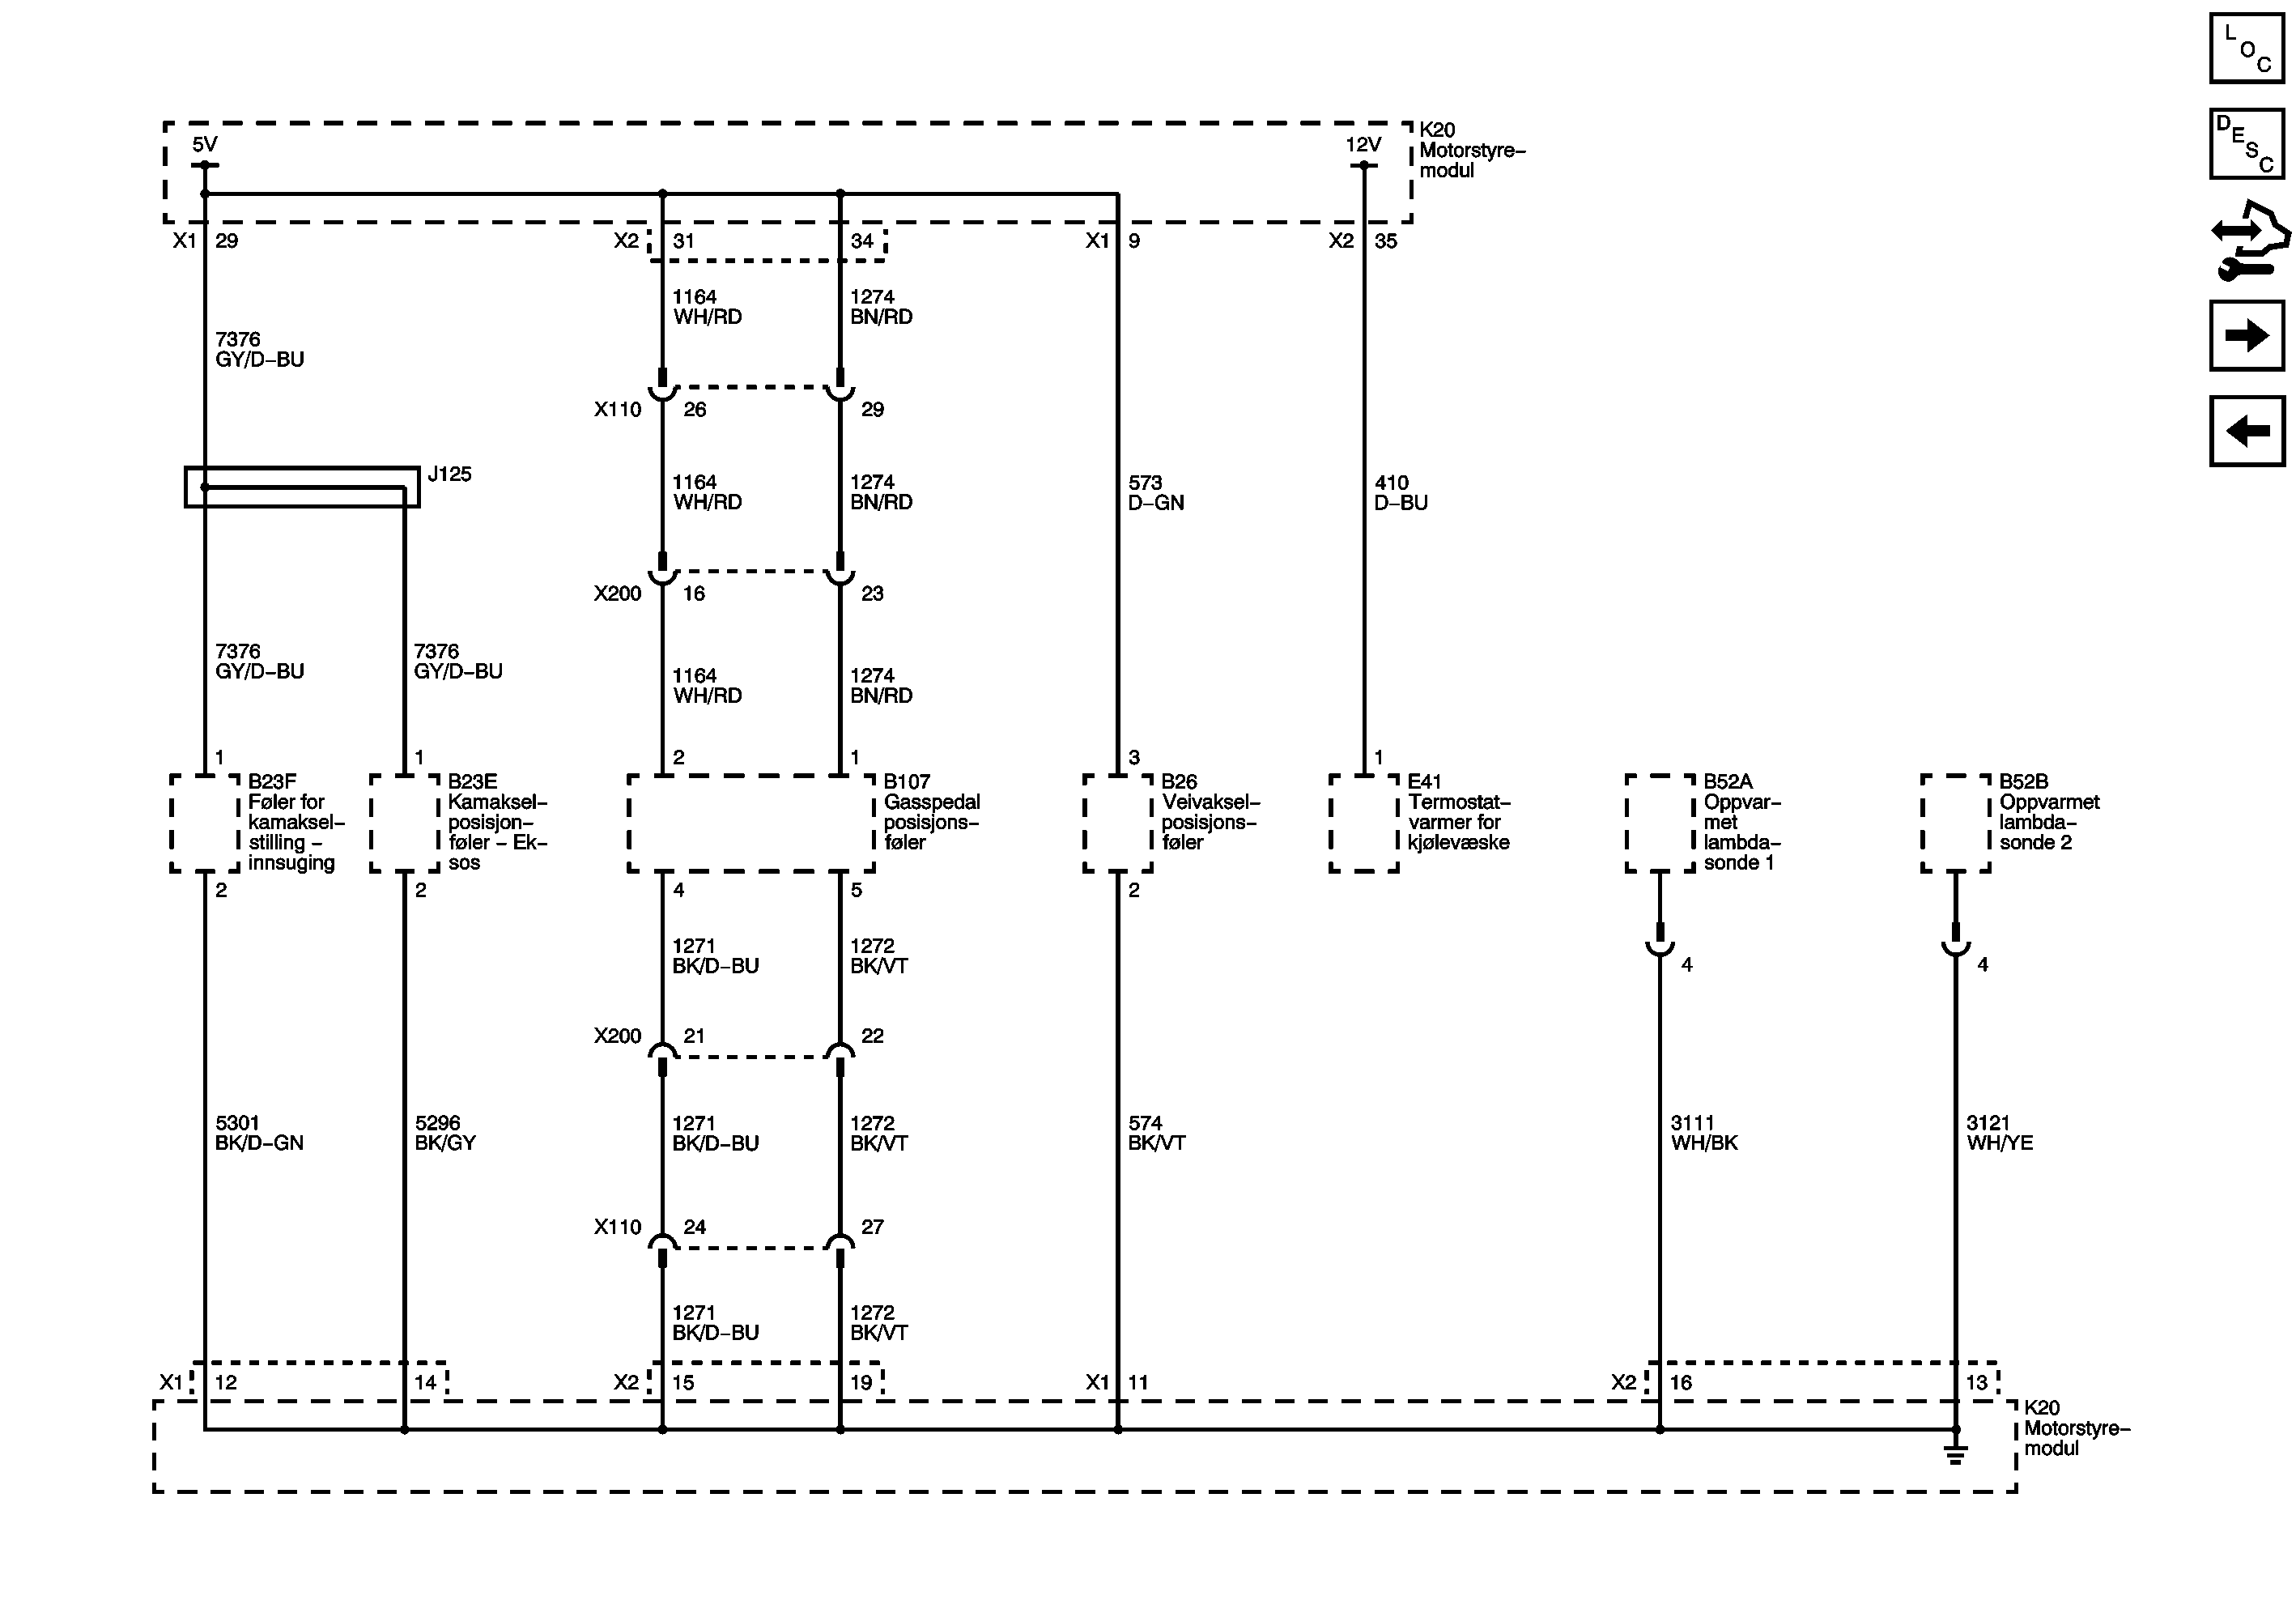 L
O
C
D
E
S
C
5V
12V
K20
Motorstyre–
modul
X1 29
X2 31
34
X1 9
X2 35
1164
WH/RD
1274
BN/RD
7376
GY/D–BU
X110 26
29
J125
1164
WH/RD
1274
BN/RD
573
D–GN
410
D–BU
X200 16
23
7376
GY/D–BU
7376
GY/D–BU
1164
WH/RD
1274
BN/RD
1
1
2
1
3
1
B23F
Føler for
kamaksel–
stilling –
innsuging
B23E
Kamaksel–
posisjon–
føler – Ek–
sos
B107
Gasspedal
posisjons–
føler
B26
Veivaksel–
posisjons–
føler
E41
Termostat–
varmer for
kjølevæske
B52A
Oppvar–
met
lambda–
sonde 1
B52B
Oppvarmet
lambda–
sonde 2
2
2
4
5
2
1271
BK/D–BU
1272
BK/VT
4
4
X200 21
22
5301
BK/D–GN
5296
BK/GY
1271
BK/D–BU
1272
BK/VT
574
BK/VT
3111
WH/BK
3121
WH/YE
X110 24
27
1271
BK/D–BU
1272
BK/VT
X1 12
14
X2 15
19
X1 11
X2 16
13
K20
Motorstyre–
modul